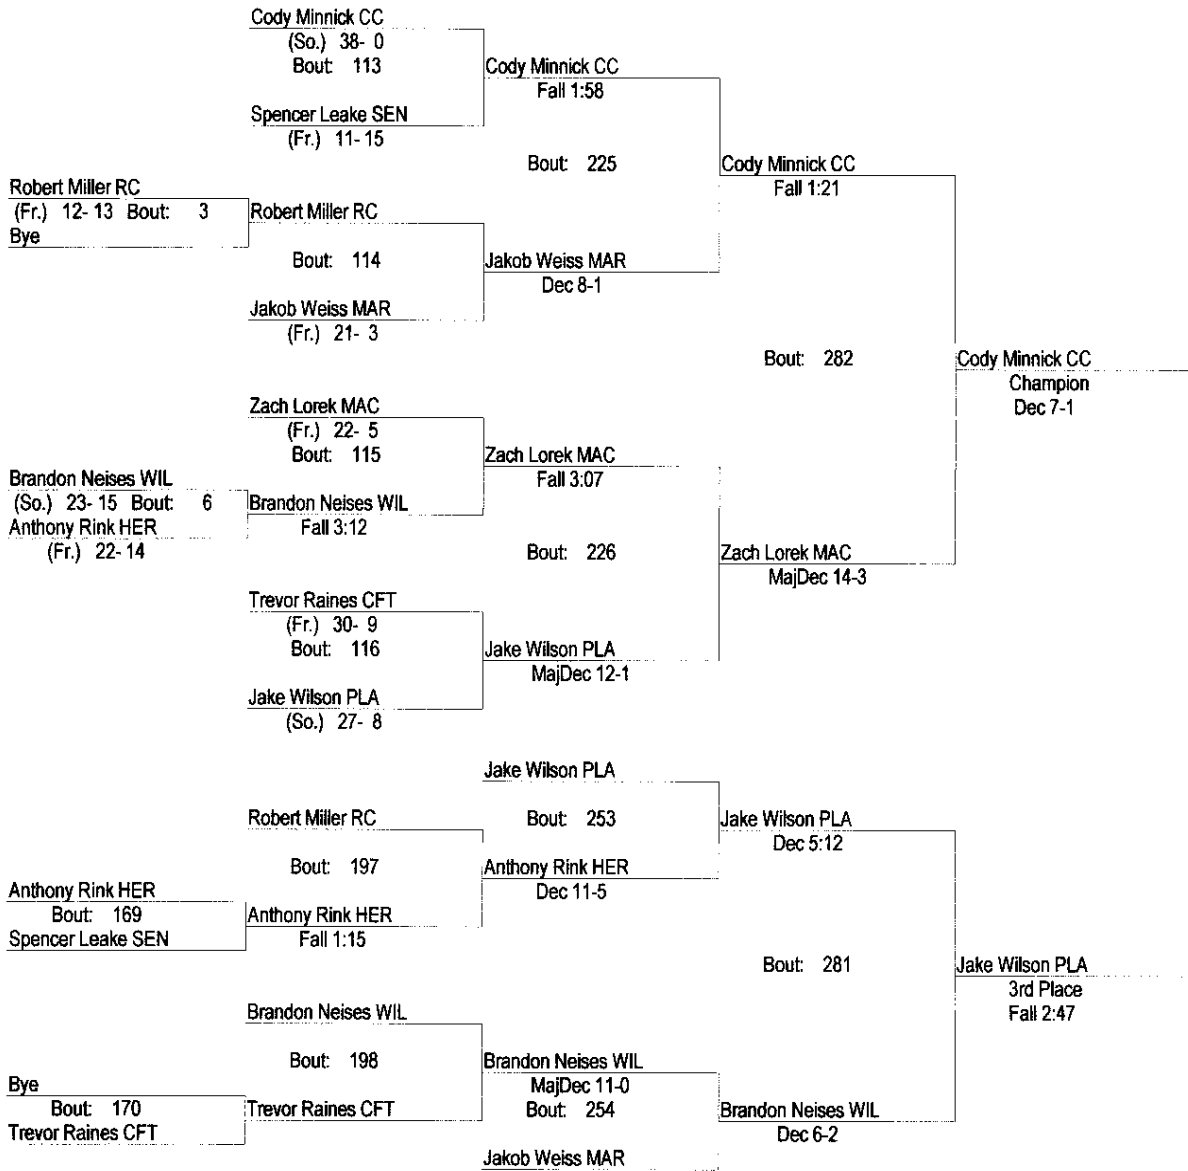 Cody Minnick CC
(So.) 38- 0
Bout: 113
Cody Minnick CC
Fall 1:58
Spencer Leake SEN
(Fr.) 11- 15
Bout: 225
Cody Minnick CC
Fall 1:21
Robert Miller RC
(Fr.) 12- 13 Bout: 3
Bye
Robert Miller RC
Bout: 114
Jakob Weiss MAR
Dec 8-1
Jakob Weiss MAR
(Fr.) 21- 3
Bout: 282
Cody Minnick CC
Champion
Dec 7-1
Zach Lorek MAC
(Fr.) 22- 5
Bout: 115
Zach Lorek MAC
Fall 3:07
Brandon Neises WIL
(So.) 23- 15 Bout: 6
Anthony Rink HER
(Fr.) 22- 14
Brandon Neises WIL
Fall 3:12
Bout: 226
Zach Lorek MAC
MajDec 14-3
Trevor Raines CFT
(Fr.) 30- 9
Bout: 116
Jake Wilson PLA
MajDec 12-1
Jake Wilson PLA
(So.) 27- 8
Jake Wilson PLA
Bout: 253
Jake Wilson PLA
Dec 5:12
Robert Miller RC
Bout: 197
Anthony Rink HER
Dec 11-5
Anthony Rink HER
Bout: 169
Spencer Leake SEN
Anthony Rink HER
Fall 1:15
Bout: 281
Jake Wilson PLA
3rd Place
Fall 2:47
Brandon Neises WIL
Bout: 198
Brandon Neises WIL
MajDec 11-0
Bout: 254
Bye
Bout: 170
Trevor Raines CFT
Trevor Raines CFT
Brandon Neises WIL
Dec 6-2
Jakob Weiss MAR